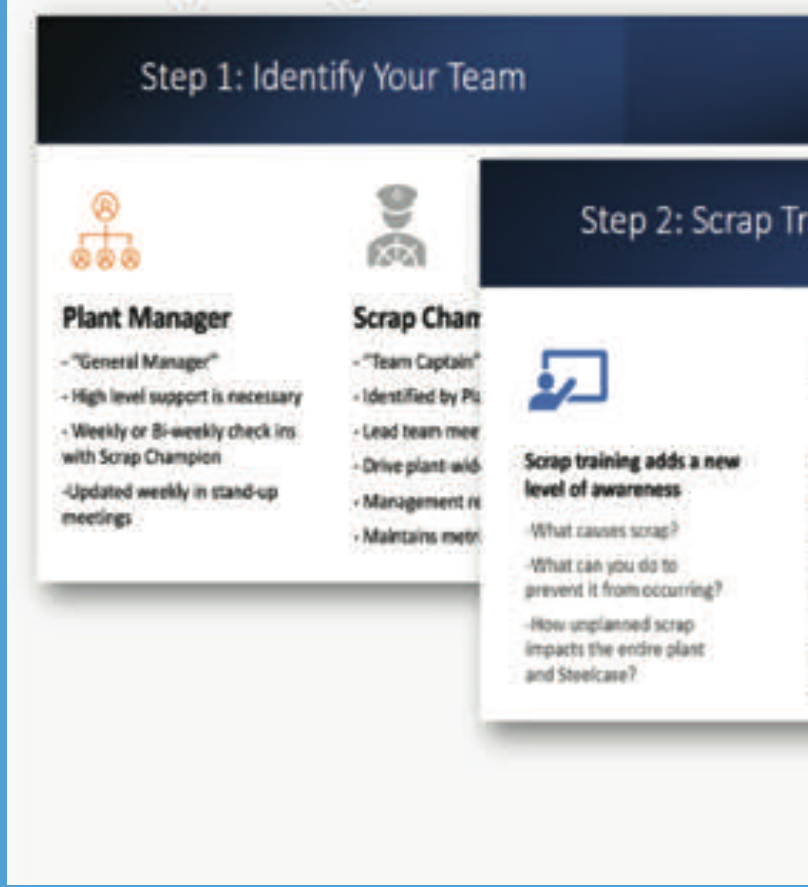 Step 1: Identify Your Team
Plant Manager
- "General Manager"
- High level support is necessary
- Weekly or Bi-weekly check ins
with Scrap Champion
-Updated weekly in stand-up
meetings
Scrap Cham
- "Team Captain"
- Identified by Pla
- Lead team mee
- Drive plant-wid
- Management re
- Maintains metr
Step 2: Scrap Tr
Scrap training adds a new
level of awareness
-What causes scrap?
-What can you do to
prevent it from occurring?
-How unplanned scrap
impacts the entire plant
and Steelcase?